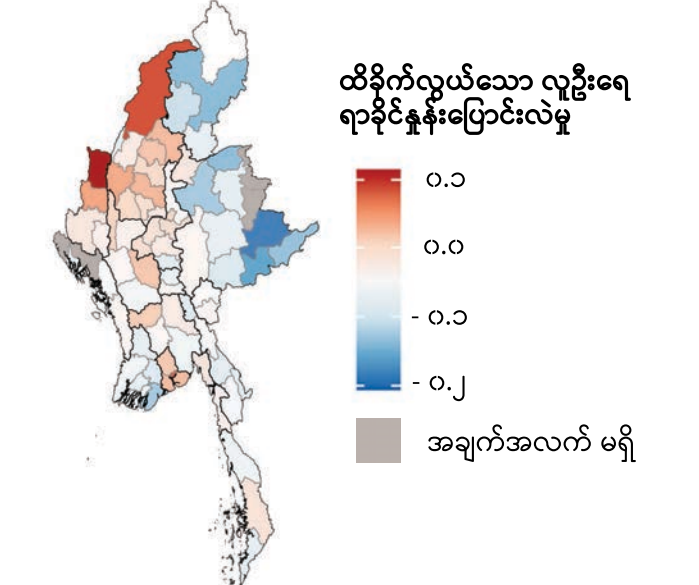 ထိခိုက်လွယ်သော လူဦးရေ
ရာခိုင်နှုန်းပြောင်းလဲမှု
၀.၁
၀.၀
- ၀.၁
- ၀.၂
အချက်အလက် မရှိ